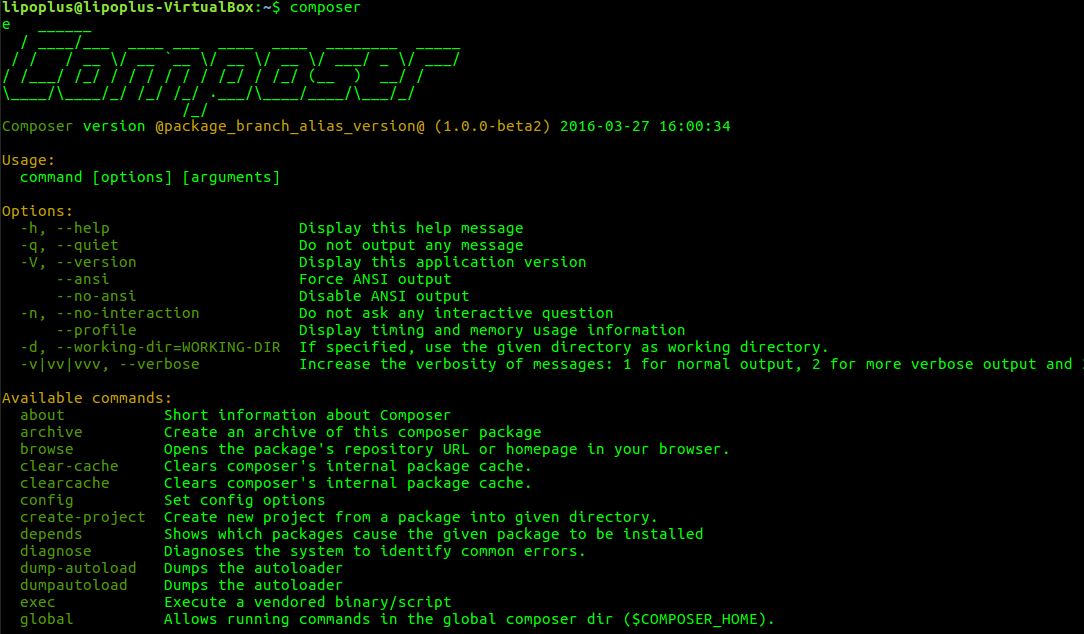 lipoplus@lipoplus-VirtualBox:~$ composer
e    ______
  / ____/___  ____ ___  ____  ____  ________  _____
 / /   / __ \/ __ `__ \/ __ \/ __ \/ ___/ _ \/ ___/
/ /___/ /_/ / / / / / / /_/ / /_/ (__  )  __/ /
\____/\____/_/ /_/ /_/ .___/\____/____/\___/_/
                    /_/
Composer version @package_branch_alias_version@ (1.0.0-beta2) 2016-03-27 16:00:34
Usage:
  command [options] [arguments]
Options:
  -h, --help                     Display this help message
  -q, --quiet                    Do not output any message
  -V, --version                  Display this application version
      --ansi                     Force ANSI output
      --no-ansi                  Disable ANSI output
  -n, --no-interaction           Do not ask any interactive question
      --profile                  Display timing and memory usage information
  -d, --working-dir=WORKING-DIR  If specified, use the given directory as working directory.
  -v|vv|vvv, --verbose           Increase the verbosity of messages: 1 for normal output, 2 for more verbose output and
Available commands:
  about           Short information about Composer
  archive         Create an archive of this composer package
  browse          Opens the package's repository URL or homepage in your browser.
  clear-cache     Clears composer's internal package cache.
  clearcache      Clears composer's internal package cache.
  config          Set config options
  create-project  Create new project from a package into given directory.
  depends         Shows which packages cause the given package to be installed
  diagnose        Diagnoses the system to identify common errors.
  dump-autoload   Dumps the autoloader
  dumpautoload    Dumps the autoloader
  exec            Execute a vendored binary/script
  global          Allows running commands in the global composer dir ($COMPOSER_HOME).